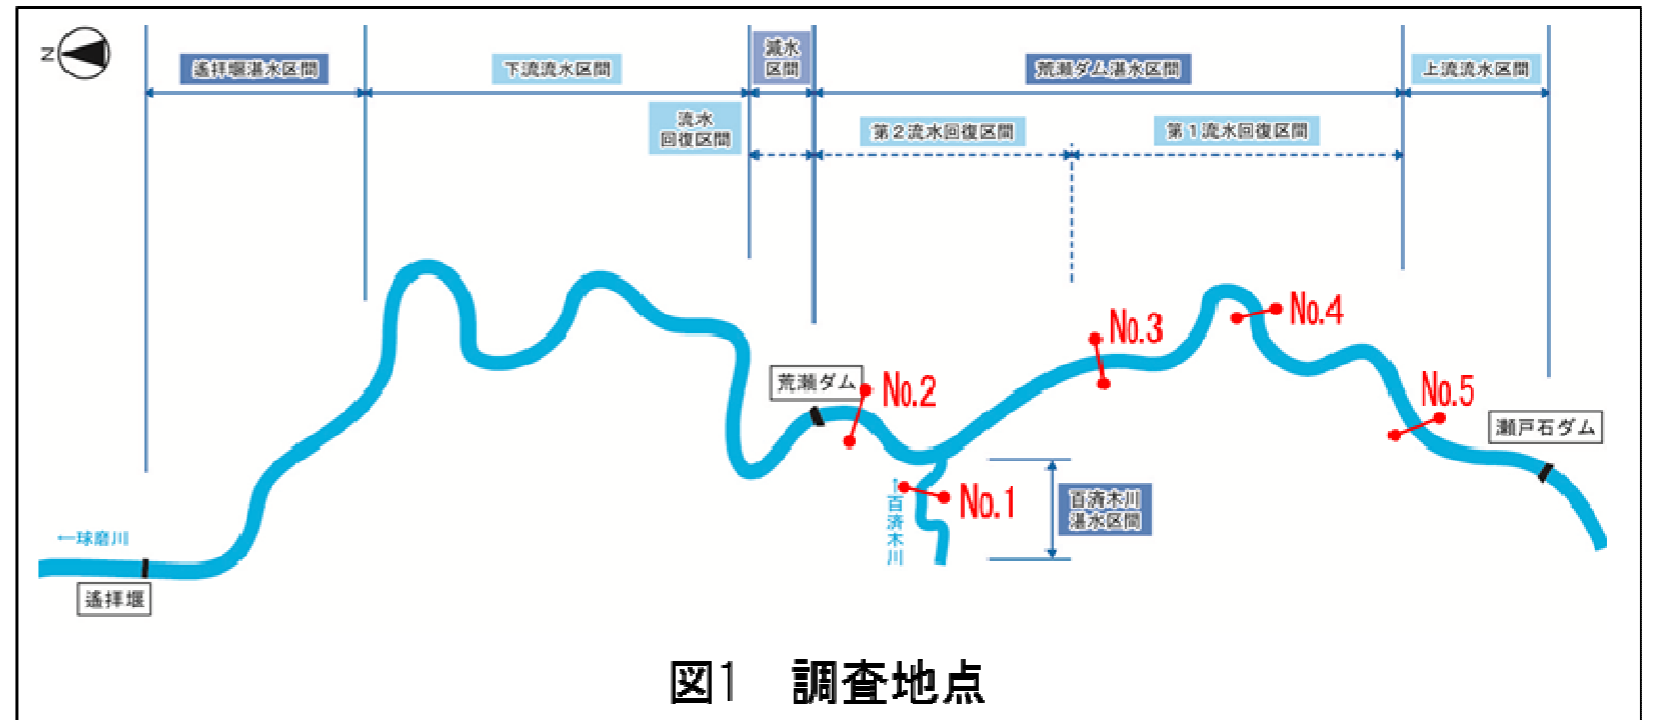 N
遙拝堰湛水区間
下流流水区間
減水
区間
荒瀬ダム湛水区間
上流流水区間
流水
回復区間
第2流水回復区間
第1流水回復区間
No.3
No.4
荒瀬ダム
No.2
No.5
瀬戸石ダム
↑百済木川
No.1
百済木川
湛水区間
←球磨川
遙拝堰
図1 調査地点